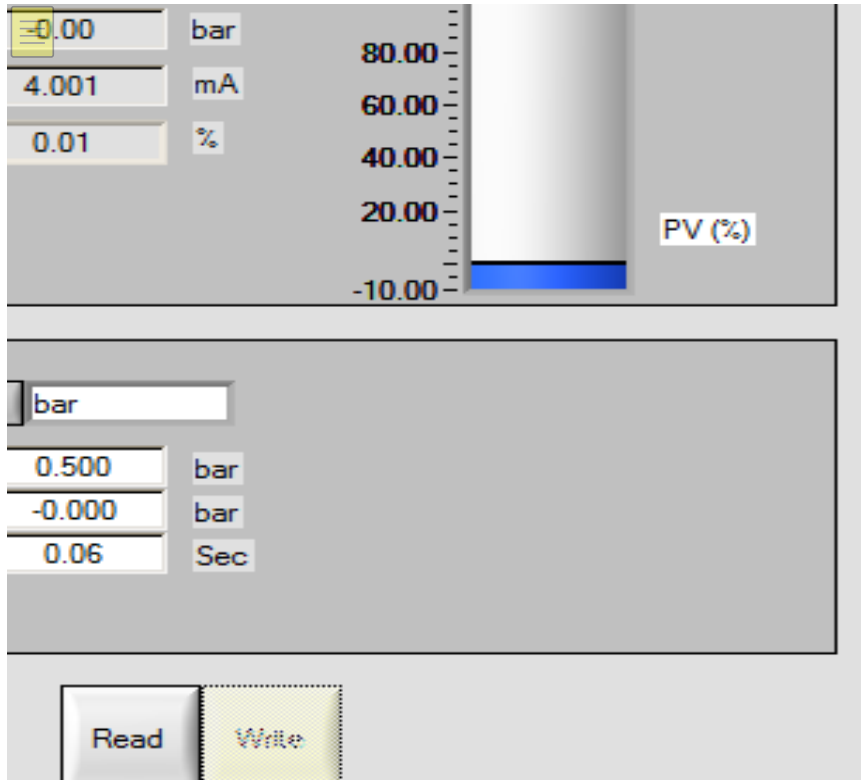 -0.00 bar
80.00
4.001 mA
60.00
0.01 %
40.00
20.00
PV (%)
-10.00
bar
0.500 bar
-0.000 bar
0.06 Sec
Read Write